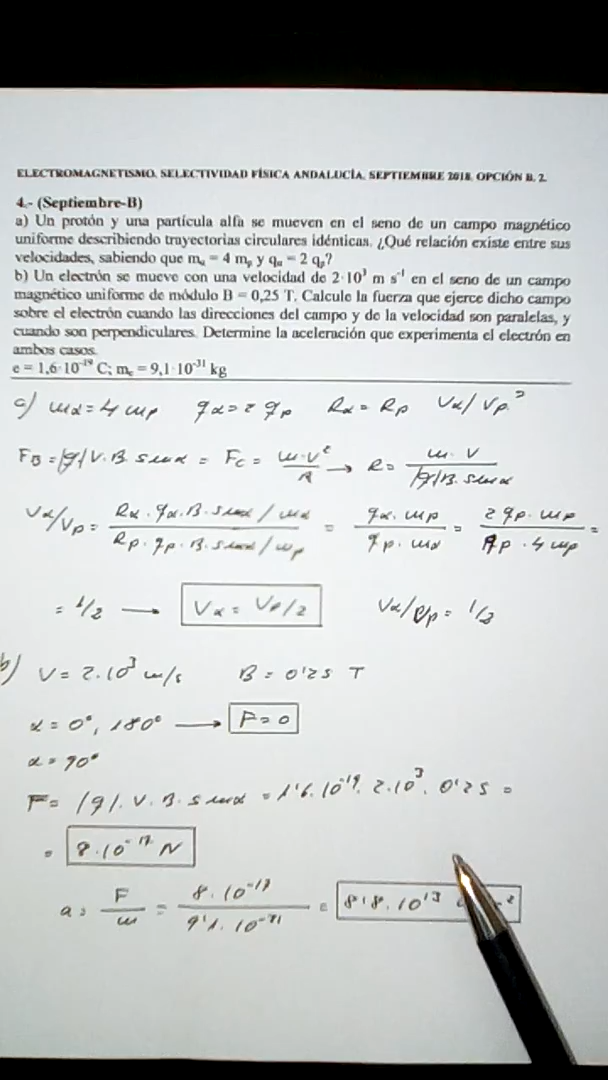 ELECTROMAGNETISMO. SELECTIVIDAD FÍSICA ANDALUCÍA. SEPTIEMBRE 2018. OPCIÓN B. 2.
4.- (Septiembre-B)
a) Un protón y una partícula alfa se mueven en el seno de un campo magnético
uniforme describiendo trayectorias circulares idénticas. ¿Qué relación existe entre sus
velocidades, sabiendo que mα = 4 mp y qα = 2 qp?
b) Un electrón se mueve con una velocidad de 2·10³ m s⁻¹ en el seno de un campo
magnético uniforme de módulo B = 0,25 T. Calcule la fuerza que ejerce dicho campo
sobre el electrón cuando las direcciones del campo y de la velocidad son paralelas, y
cuando son perpendiculares. Determine la aceleración que experimenta el electrón en
ambos casos.
e = 1,6·10⁻¹⁹ C; me = 9,1·10⁻³¹ kg
a) mα = 4 mp qα = 2 qp Rα = Rp Vα/Vp?
FB = |q| V·B·senα = Fc = m·v²/R → R = m·V/|q|B·senα
Vα/Vp = Rα·qα·B·senα/mα / Rp·qp·B·senα/mp = qα·mp/qp·mα = 2qp·mp/qp·4mp =
= 1/2 → Vα = Vp/2 Vα/Vp = 1/2
b) V = 2·10³ m/s B = 0'25 T
α = 0°, 180° → F = 0
α = 90°
F = |q|·V·B·senα = 1'6·10⁻¹⁹·2·10³·0'25 =
= 8·10⁻¹⁷ N
a = F/m = 8·10⁻¹⁷/9'1·10⁻³¹ = 8'8·10¹³